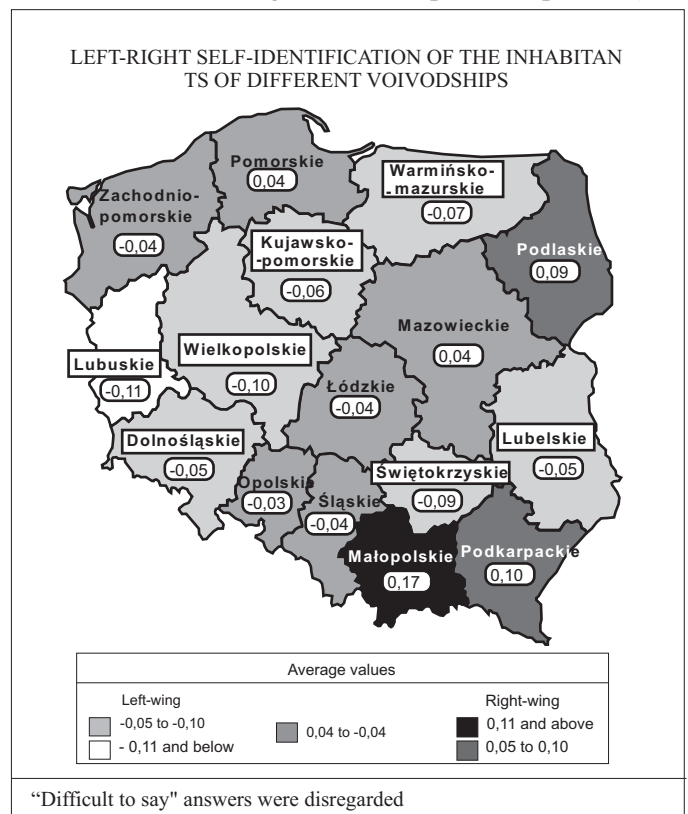 LEFT-RIGHT SELF-IDENTIFICATION OF THE INHABITAN
TS OF DIFFERENT VOIVODSHIPS
Pomorskie
0,04
Warmińsko-
-mazurskie
-0,07
Zachodnio-
pomorskie
-0,04
Kujawsko-
-pomorskie
-0,06
Podlaskie
0,09
Mazowieckie
0,04
Lubuskie
-0,11
Wielkopolskie
-0,10
Łódzkie
-0,04
Dolnośląskie
-0,05
Lubelskie
-0,05
Opolskie
-0,03
Śląskie
-0,04
Świętokrzyskie
-0,09
Małopolskie
0,17
Podkarpackie
0,10
Average values
Left-wing
-0,05 to -0,10
- 0,11 and below
0,04 to -0,04
Right-wing
0,11 and above
0,05 to 0,10
“Difficult to say" answers were disregarded